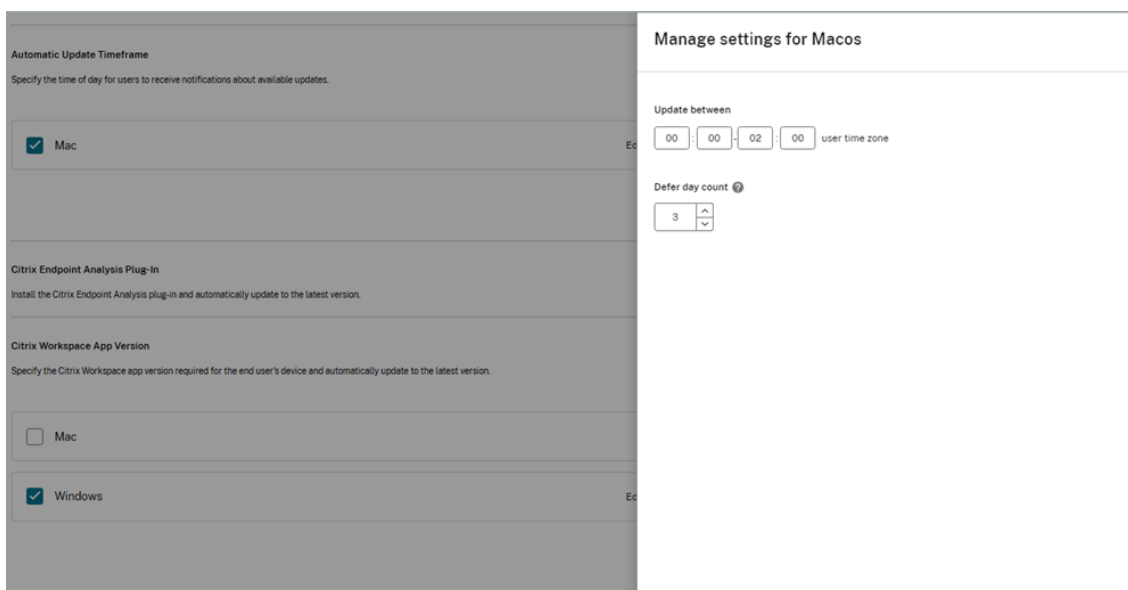 Automatic Update Timeframe
Specify the time of day for users to receive notifications about available updates.
Mac
Citrix Endpoint Analysis Plug-In
Install the Citrix Endpoint Analysis plug-in and automatically update to the latest version.
Citrix Workspace App Version
Specify the Citrix Workspace app version required for the end user's device and automatically update to the latest version.
Mac
Windows
Manage settings for Macos
Update between
00 : 00 - 02 : 00 user time zone
Defer day count ?
3